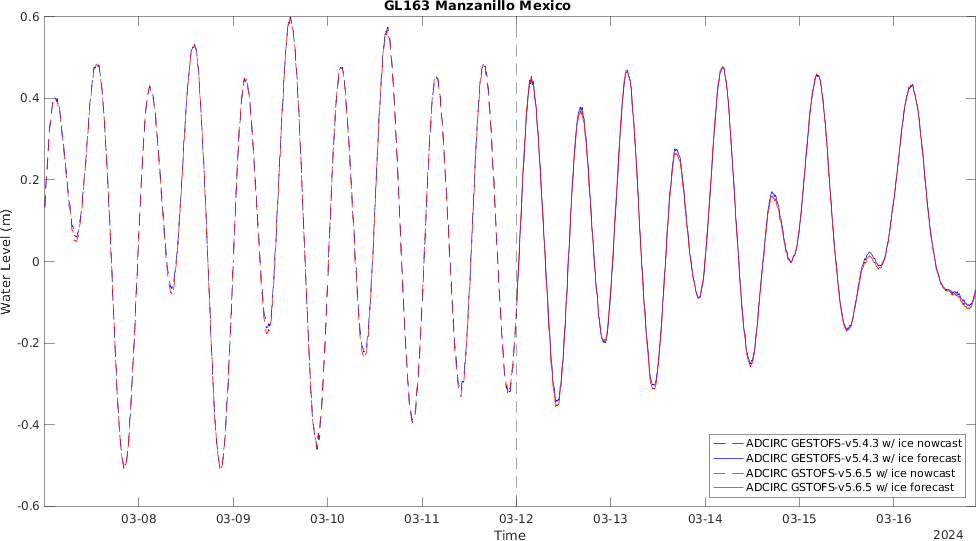 GL163 Manzanillo Mexico
0.6
0.4
0.2
0
-0.2
-0.4
-0.6
Water Level (m)
ADCIRC GESTOFS-v5.4.3 w/ ice nowcast
ADCIRC GESTOFS-v5.4.3 w/ ice forecast
ADCIRC GSTOFS-v5.6.5 w/ ice nowcast
ADCIRC GSTOFS-v5.6.5 w/ ice forecast
03-08 03-09 03-10 03-11 03-12 03-13 03-14 03-15 03-16
Time
2024